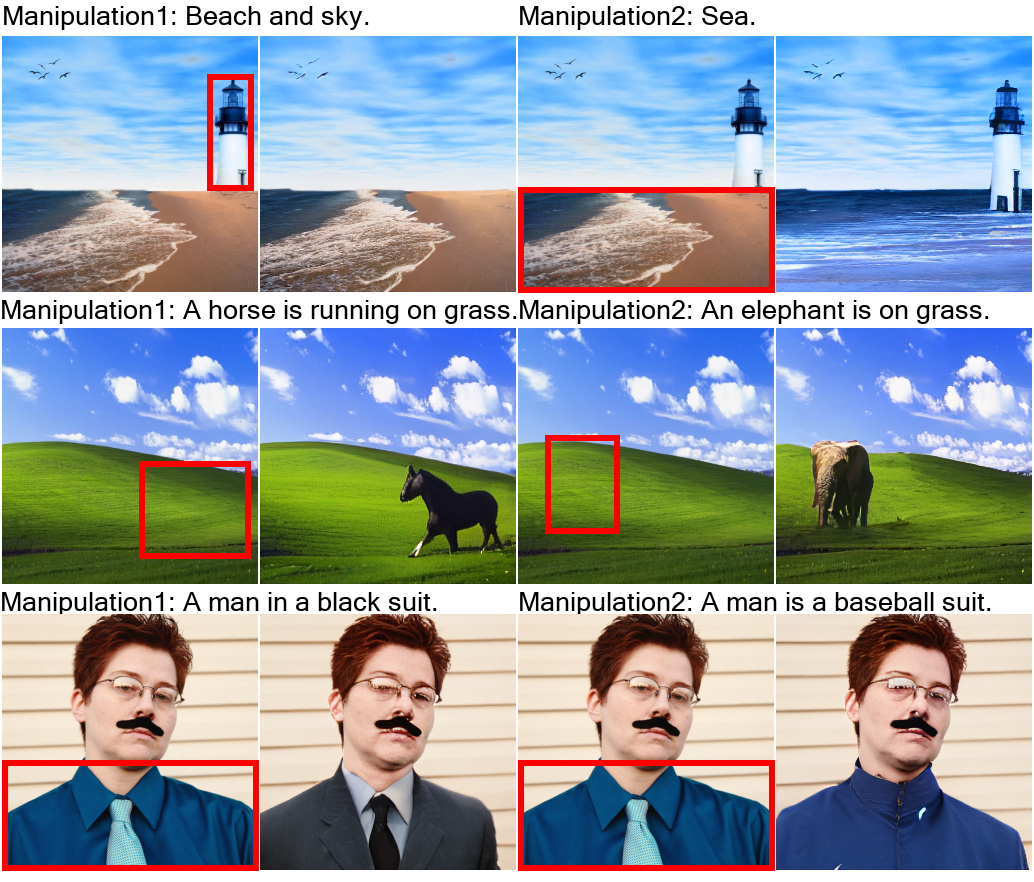 Manipulation1: Beach and sky.
Manipulation2: Sea.
Manipulation1: A horse is running on grass.
Manipulation2: An elephant is on grass.
Manipulation1: A man in a black suit.
Manipulation2: A man is a baseball suit.